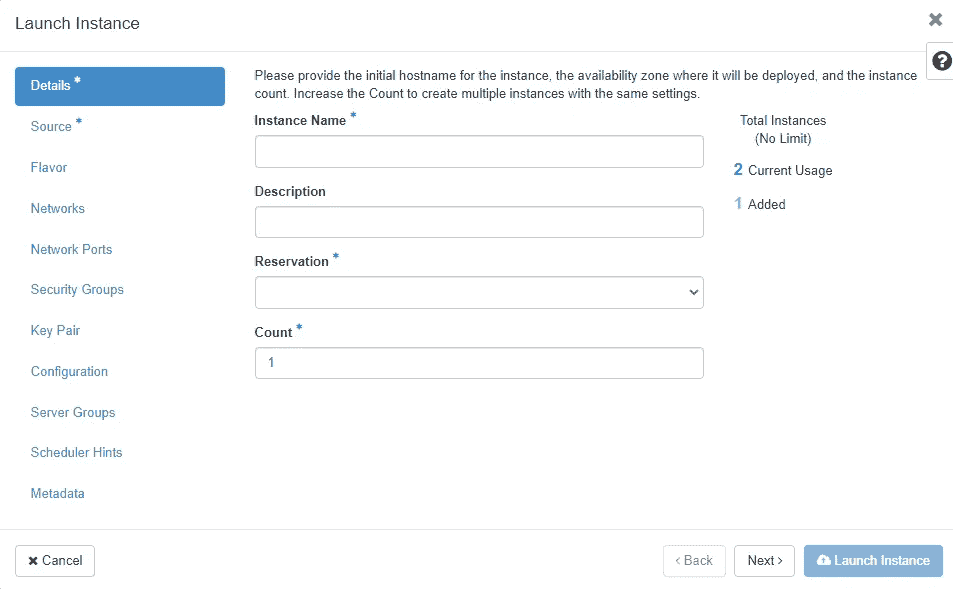 Launch Instance
Details *
Source *
Flavor
Networks
Network Ports
Security Groups
Key Pair
Configuration
Server Groups
Scheduler Hints
Metadata
Please provide the initial hostname for the instance, the availability zone where it will be deployed, and the instance
count. Increase the Count to create multiple instances with the same settings.
Instance Name *
Description
Reservation *
Count *
1
Total Instances
(No Limit)
2 Current Usage
1 Added
✖ Cancel
‹ Back
Next ›
Launch Instance